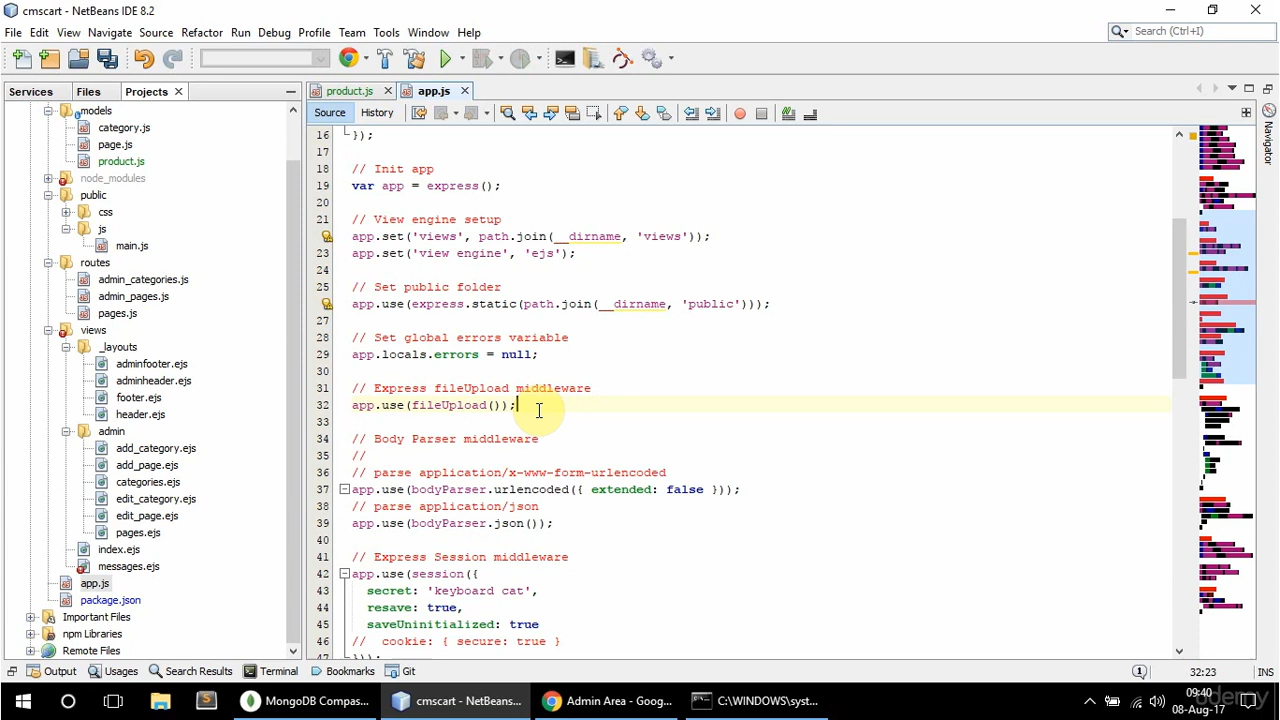 cmscart - NetBeans IDE 8.2
File Edit View Navigate Source Refactor Run Debug Profile Team Tools Window Help
Search (Ctrl+I)
Services Files Projects
product.js app.js
Source History
models
category.js
page.js
product.js
node_modules
public
css
js
main.js
routes
admin_categories.js
admin_pages.js
pages.js
views
_layouts
adminfooter.ejs
adminheader.ejs
footer.ejs
header.ejs
admin
add_category.ejs
add_page.ejs
categories.ejs
edit_category.ejs
edit_page.ejs
pages.ejs
index.ejs
messages.ejs
app.js
package.json
Important Files
npm Libraries
Remote Files
16 });
17
18 // Init app
19 var app = express();
20
21 // View engine setup
app.set('views', path.join(__dirname, 'views'));
23 app.set('view engine', 'ejs');
24
25 // Set public folder
app.use(express.static(path.join(__dirname, 'public')));
27
28 // Set global errors variable
29 app.locals.errors = null;
30
31 // Express fileUpload middleware
32 app.use(fileUpload());
33
34 // Body Parser middleware
35 //
36 // parse application/x-www-form-urlencoded
37 app.use(bodyParser.urlencoded({ extended: false }));
38 // parse application/json
39 app.use(bodyParser.json());
40
41 // Express Session middleware
42 app.use(session({
43 secret: 'keyboard cat',
44 resave: true,
45 saveUninitialized: true
46 // cookie: { secure: true }
47 }));
Navigator
Output Usages Search Results Terminal Bookmarks Git
1 32:23 INS
MongoDB Compas... cmscart - NetBeans I... Admin Area - Goog... C:\WINDOWS\syst...
09:40
08-Aug-17
udemy